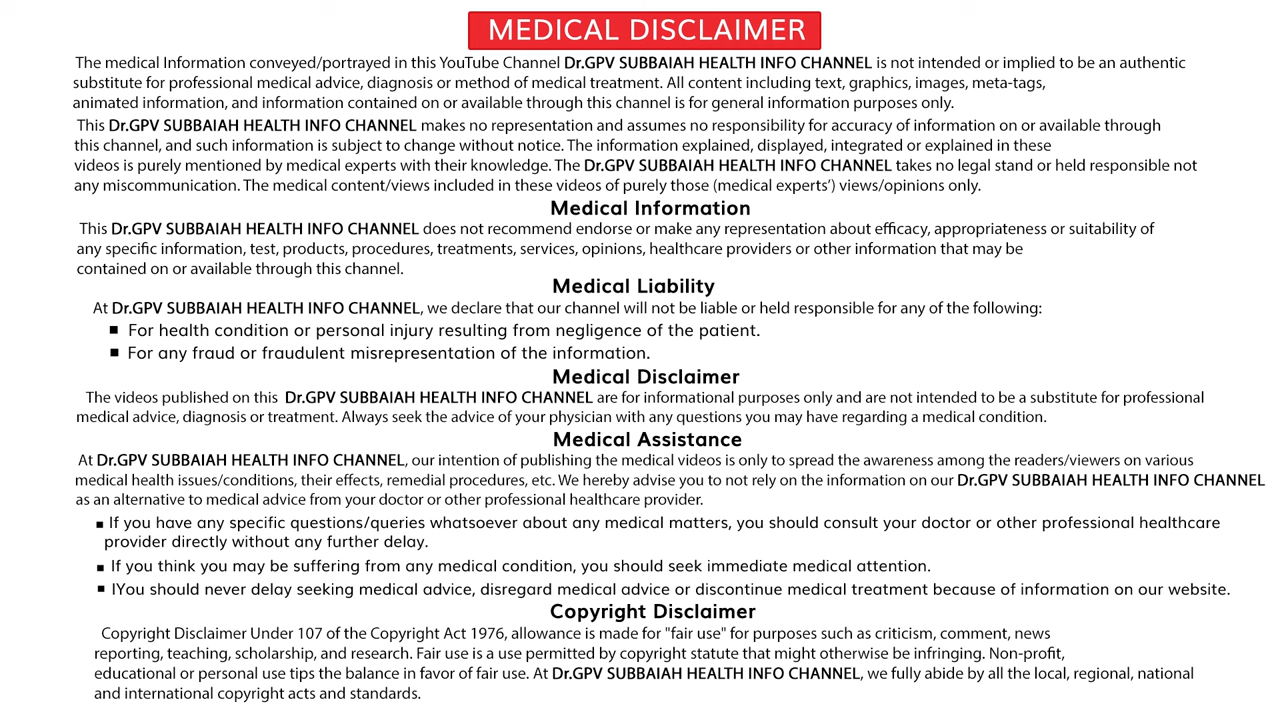 MEDICAL DISCLAIMER
The medical Information conveyed/portrayed in this YouTube Channel Dr.GPV SUBBAIAH HEALTH INFO CHANNEL is not intended or implied to be an authentic
substitute for professional medical advice, diagnosis or method of medical treatment. All content including text, graphics, images, meta-tags,
animated information, and information contained on or available through this channel is for general information purposes only.
This Dr.GPV SUBBAIAH HEALTH INFO CHANNEL makes no representation and assumes no responsibility for accuracy of information on or available through
this channel, and such information is subject to change without notice. The information explained, displayed, integrated or explained in these
videos is purely mentioned by medical experts with their knowledge. The Dr.GPV SUBBAIAH HEALTH INFO CHANNEL takes no legal stand or held responsible not
any miscommunication. The medical content/views included in these videos of purely those (medical experts’) views/opinions only.
Medical Information
This Dr.GPV SUBBAIAH HEALTH INFO CHANNEL does not recommend endorse or make any representation about efficacy, appropriateness or suitability of
any specific information, test, products, procedures, treatments, services, opinions, healthcare providers or other information that may be
contained on or available through this channel.
Medical Liability
At Dr.GPV SUBBAIAH HEALTH INFO CHANNEL, we declare that our channel will not be liable or held responsible for any of the following:
■ For health condition or personal injury resulting from negligence of the patient.
■ For any fraud or fraudulent misrepresentation of the information.
Medical Disclaimer
The videos published on this Dr.GPV SUBBAIAH HEALTH INFO CHANNEL are for informational purposes only and are not intended to be a substitute for professional
medical advice, diagnosis or treatment. Always seek the advice of your physician with any questions you may have regarding a medical condition.
Medical Assistance
At Dr.GPV SUBBAIAH HEALTH INFO CHANNEL, our intention of publishing the medical videos is only to spread the awareness among the readers/viewers on various
medical health issues/conditions, their effects, remedial procedures, etc. We hereby advise you to not rely on the information on our Dr.GPV SUBBAIAH HEALTH INFO CHANNEL
as an alternative to medical advice from your doctor or other professional healthcare provider.
■ If you have any specific questions/queries whatsoever about any medical matters, you should consult your doctor or other professional healthcare
provider directly without any further delay.
■ If you think you may be suffering from any medical condition, you should seek immediate medical attention.
■ IYou should never delay seeking medical advice, disregard medical advice or discontinue medical treatment because of information on our website.
Copyright Disclaimer
Copyright Disclaimer Under 107 of the Copyright Act 1976, allowance is made for "fair use" for purposes such as criticism, comment, news
reporting, teaching, scholarship, and research. Fair use is a use permitted by copyright statute that might otherwise be infringing. Non-profit,
educational or personal use tips the balance in favor of fair use. At Dr.GPV SUBBAIAH HEALTH INFO CHANNEL, we fully abide by all the local, regional, national
and international copyright acts and standards.